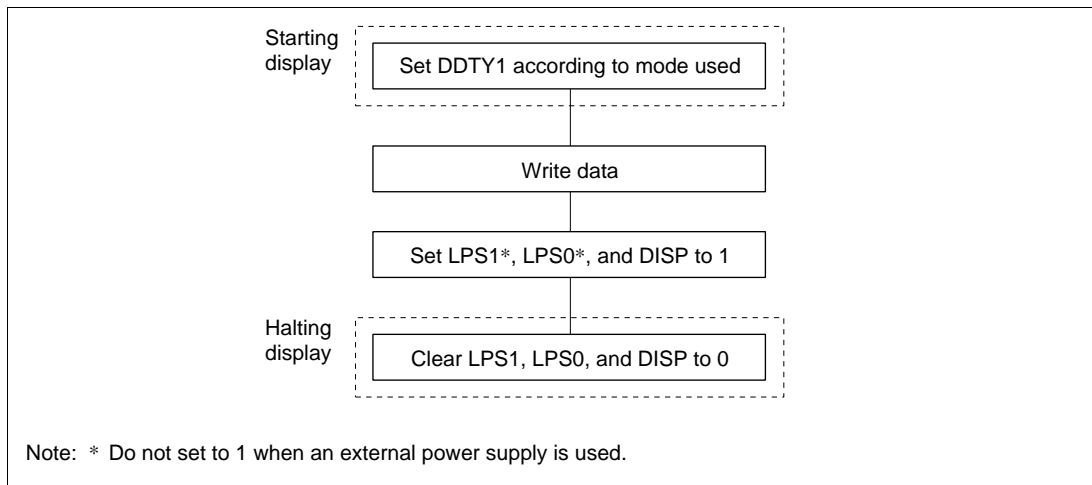 Starting
display
Set DDTY1 according to mode used
Write data
Set LPS1*, LPS0*, and DISP to 1
Halting
display
Clear LPS1, LPS0, and DISP to 0
Note: * Do not set to 1 when an external power supply is used.